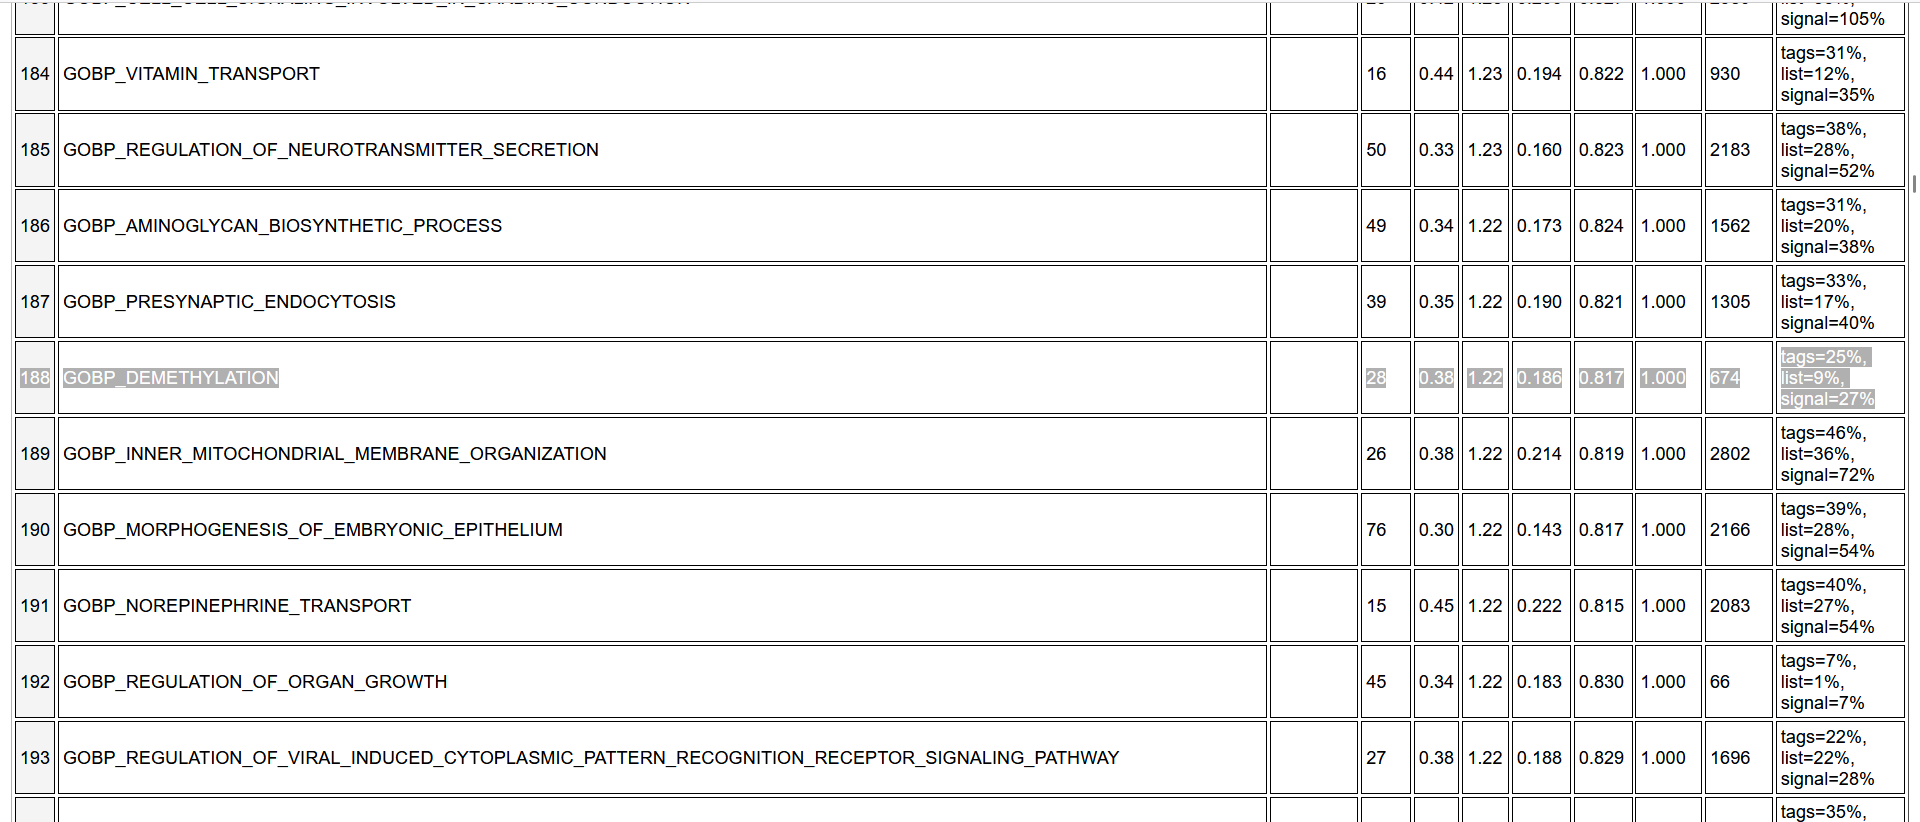 signal=105%
184 GOBP_VITAMIN_TRANSPORT 16 0.44 1.23 0.194 0.822 1.000 930 tags=31%,
list=12%,
signal=35%
185 GOBP_REGULATION_OF_NEUROTRANSMITTER_SECRETION 50 0.33 1.23 0.160 0.823 1.000 2183 tags=38%,
list=28%,
signal=52%
186 GOBP_AMINOGLYCAN_BIOSYNTHETIC_PROCESS 49 0.34 1.22 0.173 0.824 1.000 1562 tags=31%,
list=20%,
signal=38%
187 GOBP_PRESYNAPTIC_ENDOCYTOSIS 39 0.35 1.22 0.190 0.821 1.000 1305 tags=33%,
list=17%,
signal=40%
188 GOBP_DEMETHYLATION 28 0.38 1.22 0.186 0.817 1.000 674 tags=25%,
list=9%,
signal=27%
189 GOBP_INNER_MITOCHONDRIAL_MEMBRANE_ORGANIZATION 26 0.38 1.22 0.214 0.819 1.000 2802 tags=46%,
list=36%,
signal=72%
190 GOBP_MORPHOGENESIS_OF_EMBRYONIC_EPITHELIUM 76 0.30 1.22 0.143 0.817 1.000 2166 tags=39%,
list=28%,
signal=54%
191 GOBP_NOREPINEPHRINE_TRANSPORT 15 0.45 1.22 0.222 0.815 1.000 2083 tags=40%,
list=27%,
signal=54%
192 GOBP_REGULATION_OF_ORGAN_GROWTH 45 0.34 1.22 0.183 0.830 1.000 66 tags=7%,
list=1%,
signal=7%
193 GOBP_REGULATION_OF_VIRAL_INDUCED_CYTOPLASMIC_PATTERN_RECOGNITION_RECEPTOR_SIGNALING_PATHWAY 27 0.38 1.22 0.188 0.829 1.000 1696 tags=22%,
list=22%,
signal=28%
tags=35%,